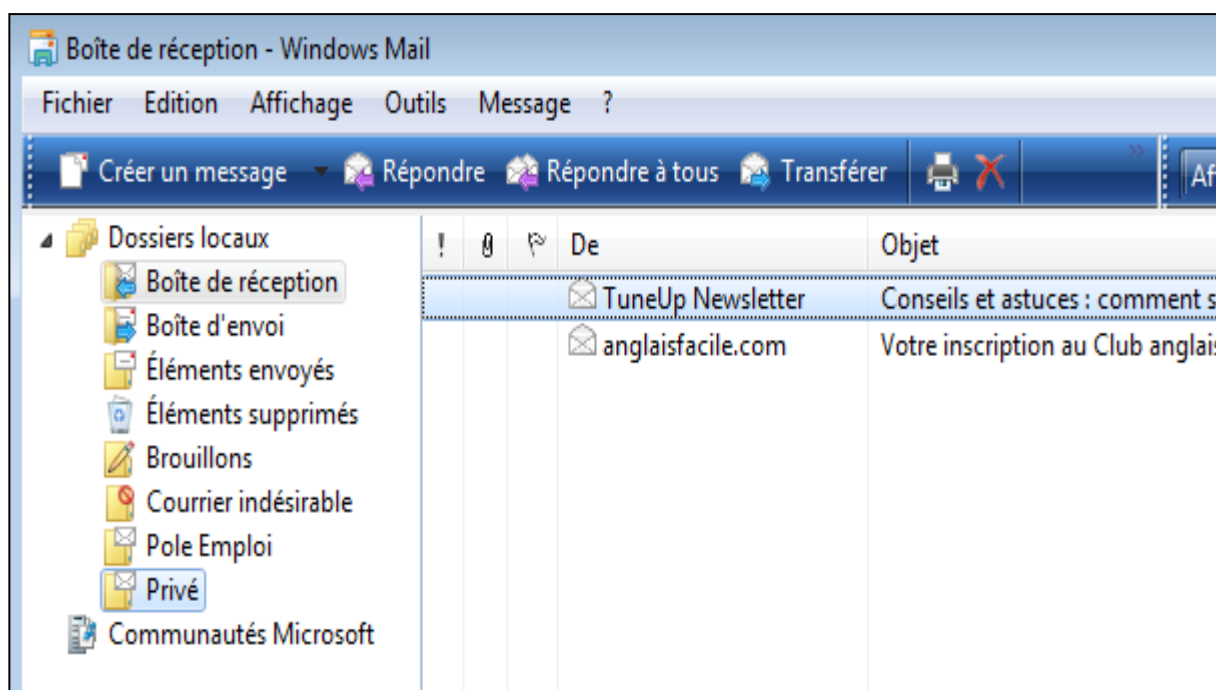 Boîte de réception - Windows Mail
Fichier Edition Affichage Outils Message ?
Créer un message Répondre Répondre à tous Transférer » Af
Dossiers locaux
Boîte de réception
Boîte d'envoi
Éléments envoyés
Éléments supprimés
Brouillons
Courrier indésirable
Pole Emploi
Privé
Communautés Microsoft
! De Objet
TuneUp Newsletter Conseils et astuces : comment s
anglaisfacile.com Votre inscription au Club anglais